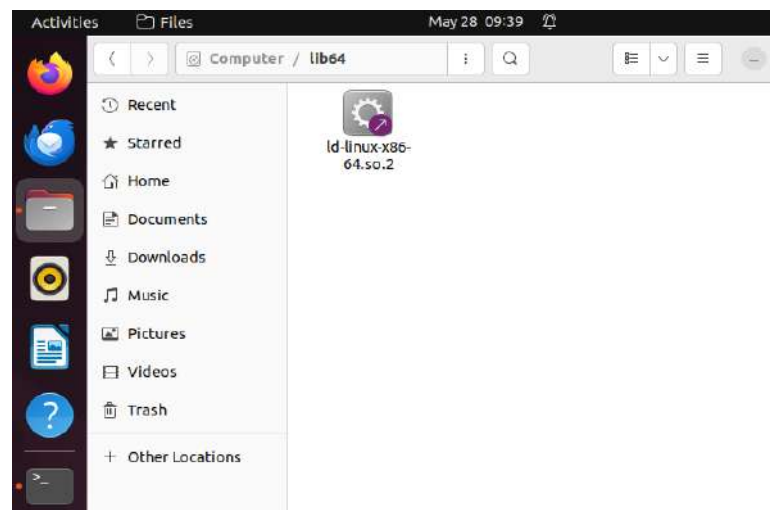 Activities Files May 28 09:39
Computer / lib64
Recent
Starred
Home
Documents
Downloads
Music
Pictures
Videos
Trash
+ Other Locations
ld-linux-x86-
64.so.2
?
>_